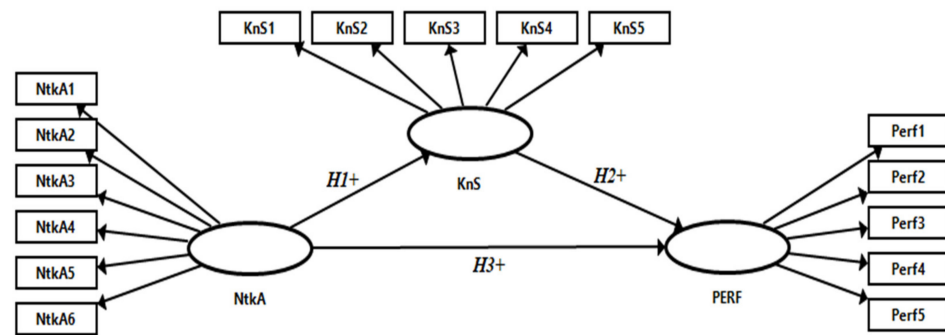 KnS1
KnS2
KnS3
KnS4
KnS5
NtkA1
NtkA2
NtkA3
NtkA4
NtkA5
NtkA6
H1+
KnS
H2+
H3+
NtkA
PERF
Perf1
Perf2
Perf3
Perf4
Perf5